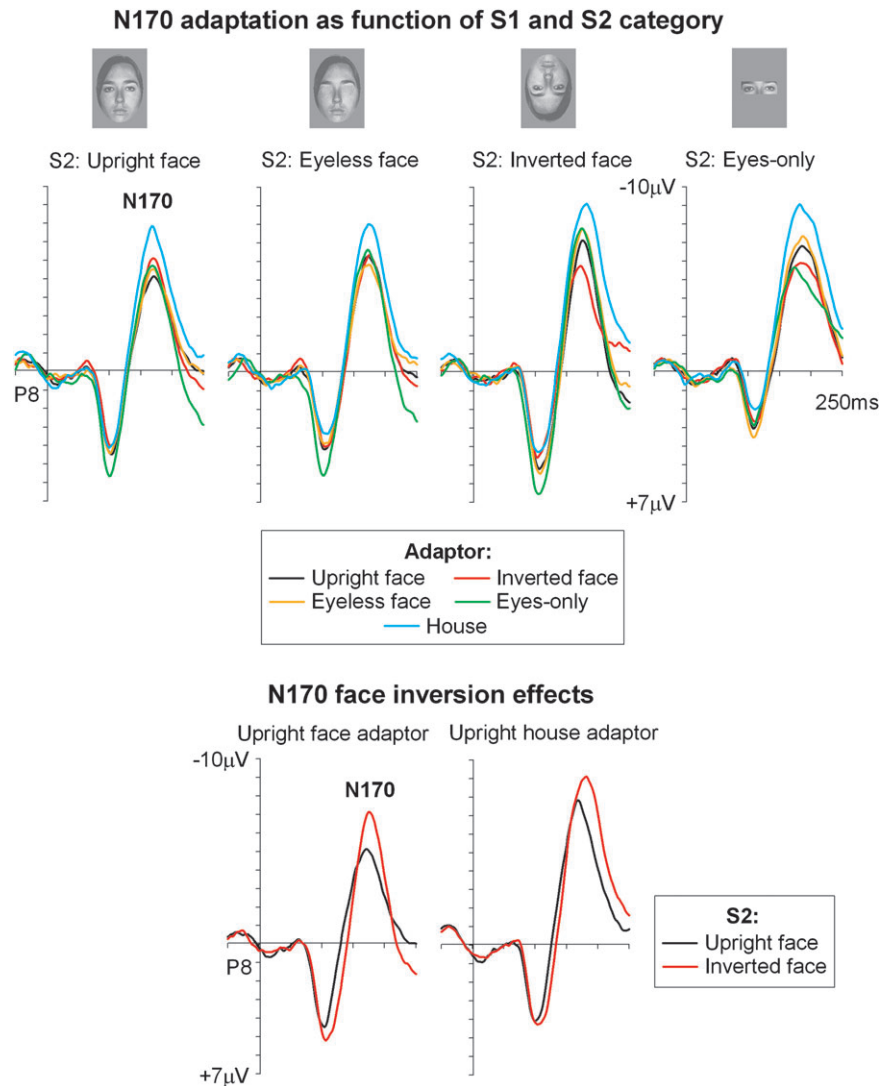 N170 adaptation as function of S1 and S2 category
S2: Upright face
S2: Eyeless face
S2: Inverted face
S2: Eyes-only
N170
-10µV
P8
250ms
+7µV
Adaptor:
Upright face
Inverted face
Eyeless face
Eyes-only
House
N170 face inversion effects
Upright face adaptor
Upright house adaptor
-10µV
N170
P8
+7µV
S2:
Upright face
Inverted face